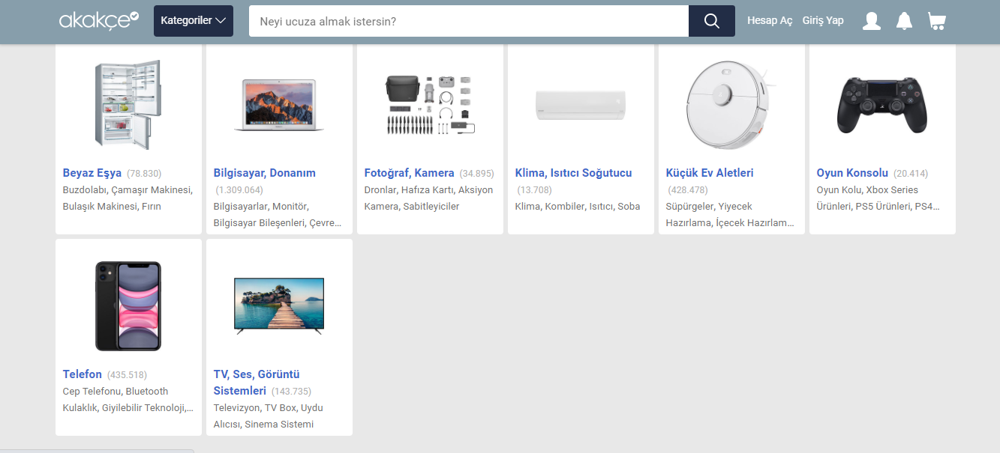 akakçe
Kategoriler
Neyi ucuza almak istersin?
Hesap Aç
Giriş Yap
Beyaz Eşya (78.830)
Buzdolabı, Çamaşır Makinesi,
Bulaşık Makinesi, Fırın
Bilgisayar, Donanım
(1.309.064)
Bilgisayarlar, Monitör,
Bilgisayar Bileşenleri, Çevre...
Fotoğraf, Kamera (34.895)
Dronlar, Hafıza Kartı, Aksiyon
Kamera, Sabitleyiciler
Klima, Isıtıcı Soğutucu
(13.708)
Klima, Kombiler, Isıtıcı, Soba
Küçük Ev Aletleri
(428.478)
Süpürgeler, Yiyecek
Hazırlama, İçecek Hazırlam...
Oyun Konsolu (20.414)
Oyun Kolu, Xbox Series
Ürünleri, PS5 Ürünleri, PS4...
Telefon (435.518)
Cep Telefonu, Bluetooth
Kulaklık, Giyilebilir Teknoloji,...
TV, Ses, Görüntü
Sistemleri (143.735)
Televizyon, TV Box, Uydu
Alıcısı, Sinema Sistemi